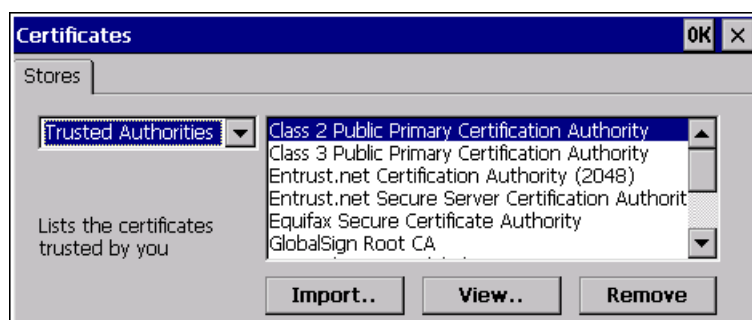 Certificates OK ×
Stores
Trusted Authorities
Class 2 Public Primary Certification Authority
Class 3 Public Primary Certification Authority
Entrust.net Certification Authority (2048)
Entrust.net Secure Server Certification Authorit
Equifax Secure Certificate Authority
GlobalSign Root CA
Lists the certificates
trusted by you
Import.. View.. Remove